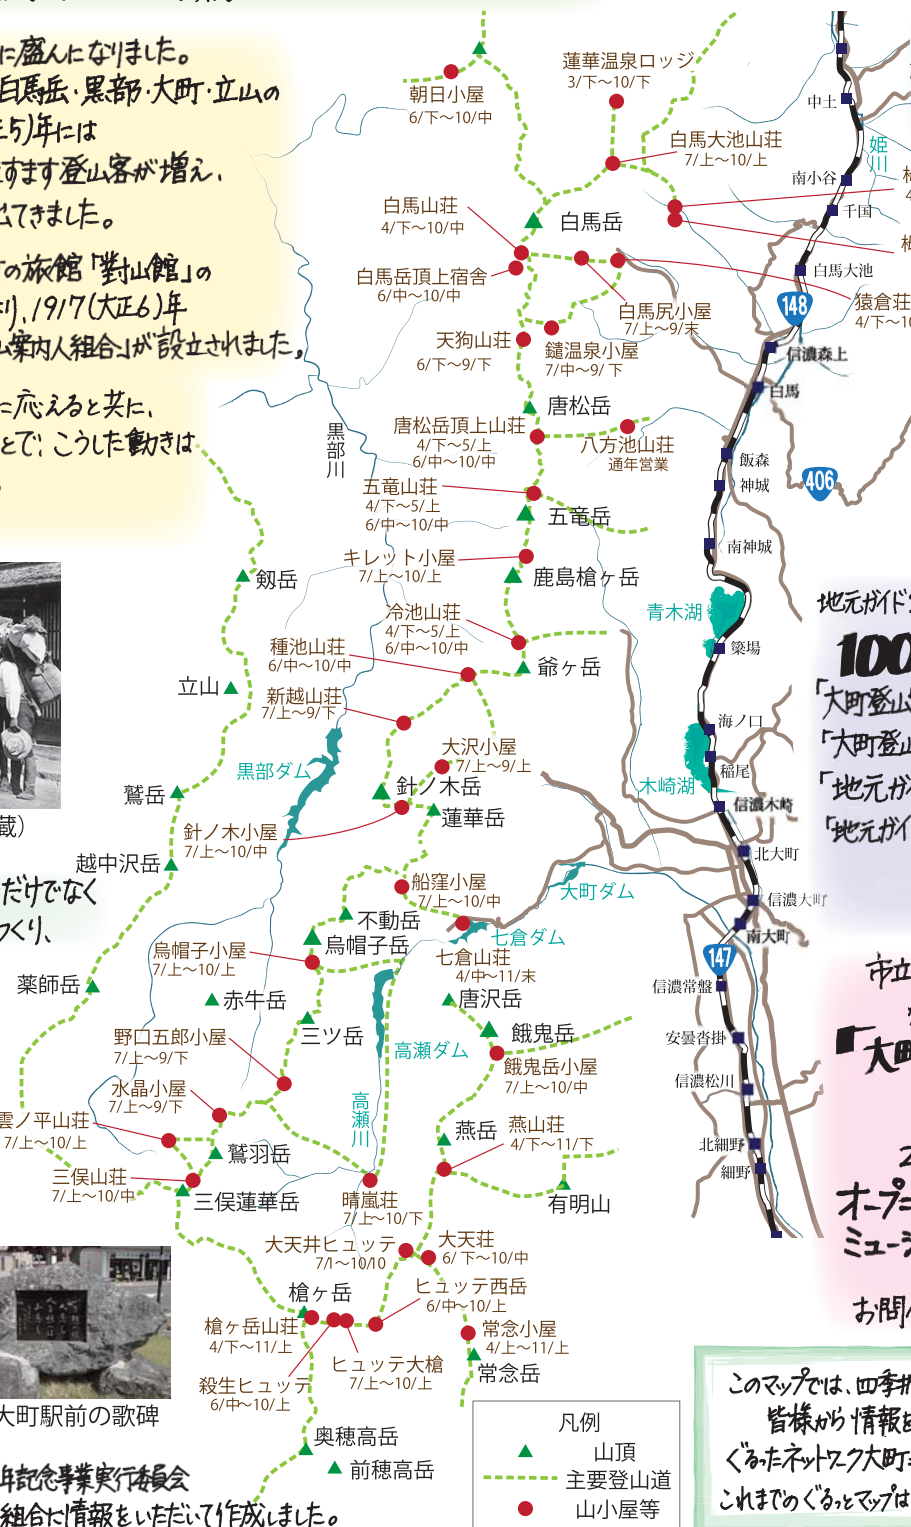 に盛んになりました。
白馬岳・黒部・大町・立山の
5)年には
すます登山客が増え、
出てきました。
の旅館「對山館」の
り、1917(大正6)年
案内人組合」が設立されました。
に応えると共に、
とで、こうした動きは
蔵)
だけでなく
つくり、
大町駅前の歌碑
年記念事業実行委員会
組合に情報をいただいて作成しました。
朝日小屋
6/下〜10/中
蓮華温泉ロッジ
3/下〜10/下
白馬大池山荘
7/上〜10/上
白馬山荘
4/下〜10/中
白馬岳
白馬岳頂上宿舎
6/中〜10/中
白馬尻小屋
7/上〜9/末
猿倉荘
4/下〜10
天狗山荘
6/下〜9/下
鑓温泉小屋
7/中〜9/下
唐松岳
唐松岳頂上山荘
4/下〜5/上
6/中〜10/中
八方池山荘
通年営業
黒部川
五竜山荘
4/下〜5/上
6/中〜10/中
五竜岳
キレット小屋
7/上〜10/上
鹿島槍ヶ岳
剱岳
冷池山荘
4/下〜5/上
6/中〜10/中
種池山荘
6/中〜10/中
爺ヶ岳
立山
新越山荘
7/上〜9/下
大沢小屋
7/上〜9/上
黒部ダム
針ノ木岳
鷲岳
蓮華岳
針ノ木小屋
7/上〜10/中
越中沢岳
船窪小屋
7/上〜10/中
大町ダム
不動岳
烏帽子岳
七倉ダム
烏帽子小屋
7/上〜10/上
七倉山荘
4/中〜11/末
薬師岳
赤牛岳
唐沢岳
三ツ岳
餓鬼岳
野口五郎小屋
7/上〜9/下
高瀬ダム
餓鬼岳小屋
7/上〜10/中
水晶小屋
7/上〜9/下
高瀬川
雲ノ平山荘
7/上〜10/上
燕岳
燕山荘
4/下〜11/下
鷲羽岳
三俣山荘
7/上〜10/中
三俣蓮華岳
晴嵐荘
7/上〜10/下
有明山
大天井ヒュッテ
7/1〜10/10
大天荘
6/下〜10/中
槍ヶ岳
ヒュッテ西岳
6/中〜10/上
槍ヶ岳山荘
4/下〜11/上
常念小屋
4/上〜11/上
ヒュッテ大槍
7/上〜10/上
殺生ヒュッテ
6/中〜10/上
常念岳
奥穂高岳
前穂高岳
凡例
山頂
主要登山道
山小屋等
中土
姫川
南小谷
千国
白馬大池
148
信濃森上
白馬
飯森
神城
406
南神城
青木湖
簗場
海ノ口
稲尾
木崎湖
信濃木崎
北大町
信濃大町
南大町
147
信濃常盤
安曇沓掛
信濃松川
北細野
細野
地元ガイド
100
「大町登山
「大町登山
「地元ガ
「地元ガイ
市立
「大町
オープニ
ミュージ
お問
このマップでは、四季
皆様から情報を
ぐるったネットワーク大町
これまでのぐるっとマップは